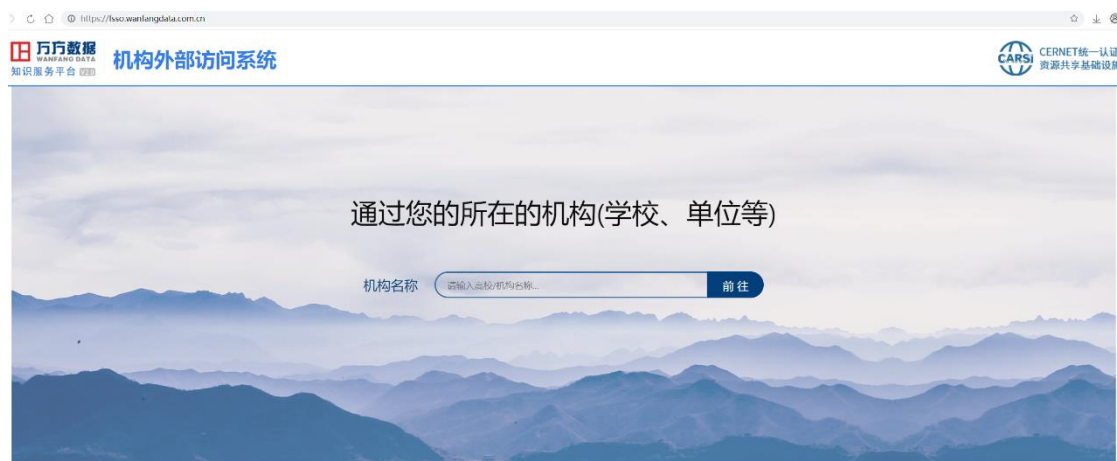 https://fsso.wanfangdata.com.cn
万方数据
WANFANG DATA
知识服务平台 V2.0
机构外部访问系统
CARSI
CERNET统一认证
资源共享基础设施
通过您的所在的机构(学校、单位等)
机构名称
请输入高校/机构名称...
前往